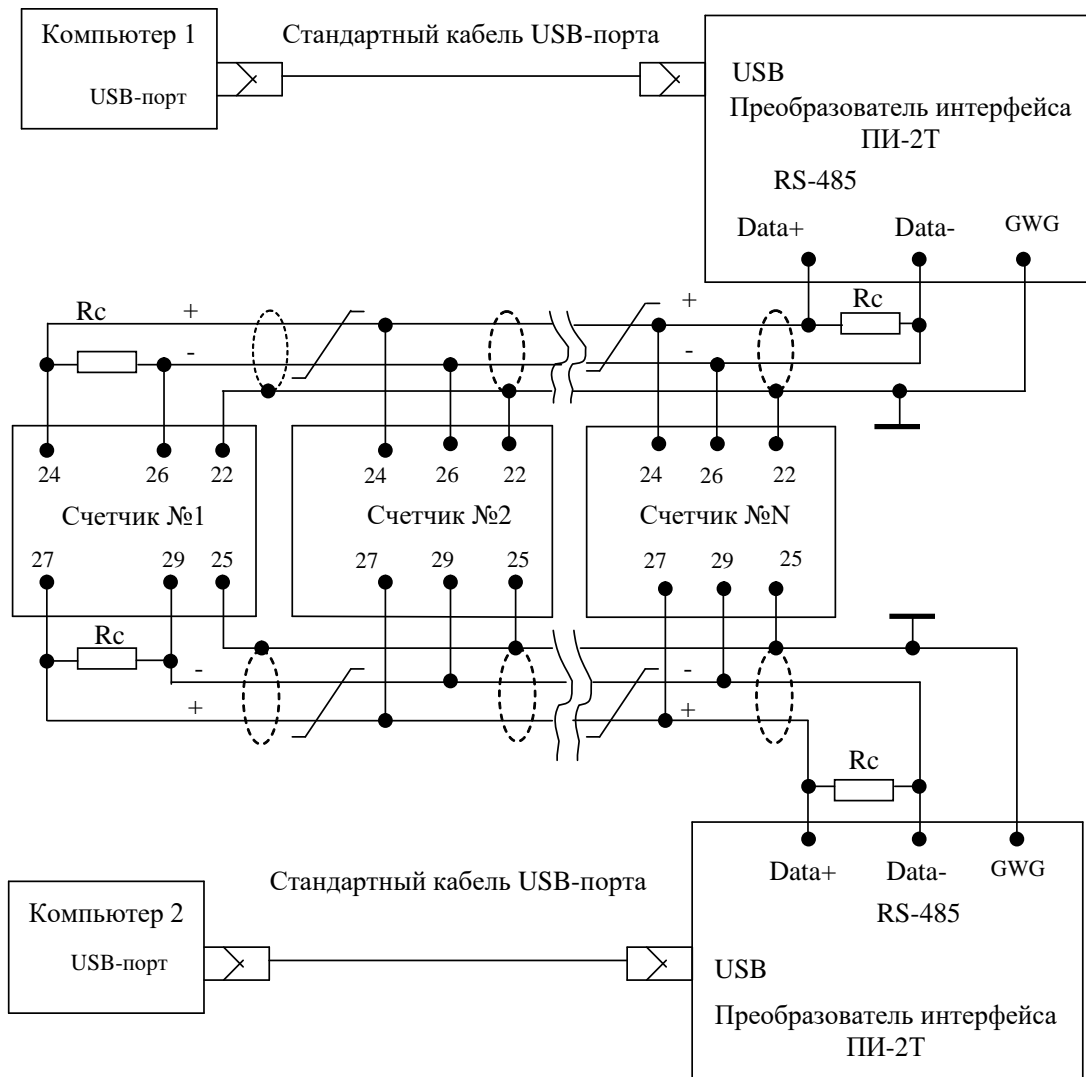 Компьютер 1
USB-порт
Стандартный кабель USB-порта
USB
Преобразователь интерфейса
ПИ-2Т
RS-485
Data+ Data- GWG
Rc + + Rc
- -
24 26 22 24 26 22 24 26 22
Счетчик №1 Счетчик №2 Счетчик №N
27 29 25 27 29 25 27 29 25
Rc - -
+ +
Rc
Data+ Data- GWG
RS-485
Стандартный кабель USB-порта
Компьютер 2
USB-порт
USB
Преобразователь интерфейса
ПИ-2Т